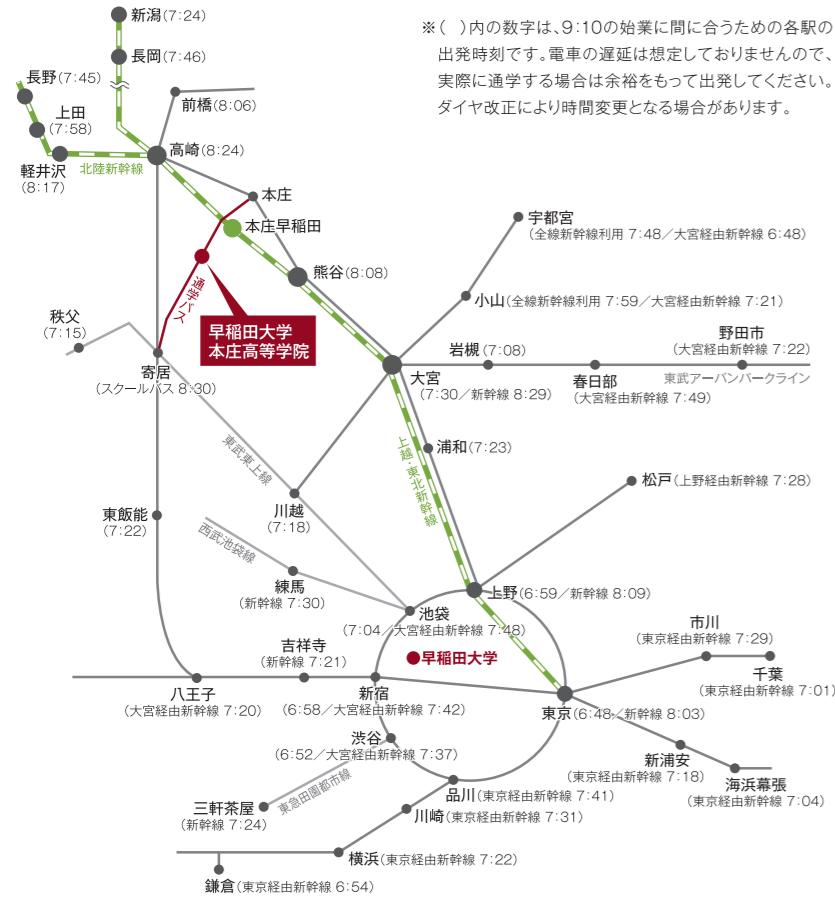 ※(　)内の数字は、9:10の始業に間に合うための各駅の
出発時刻です。電車の遅延は想定しておりませんので、
実際に通学する場合は余裕をもって出発してください。
ダイヤ改正により時間変更となる場合があります。
新潟(7:24)
長岡(7:46)
長野(7:45)
上田
(7:58)
前橋(8:06)
軽井沢
(8:17)
北陸新幹線
高崎(8:24)
本庄
本庄早稲田
通学バス
熊谷(8:08)
早稲田大学
本庄高等学院
宇都宮
(全線新幹線利用 7:48／大宮経由新幹線 6:48)
小山(全線新幹線利用 7:59／大宮経由新幹線 7:21)
秩父
(7:15)
寄居
(スクールバス 8:30)
岩槻(7:08)
野田市
(大宮経由新幹線 7:22)
大宮
(7:30／新幹線 8:29)
春日部
(大宮経由新幹線 7:49)
東武アーバンパークライン
東武東上線
上越・東北新幹線
浦和(7:23)
松戸(上野経由新幹線 7:28)
川越
(7:18)
東飯能
(7:22)
西武池袋線
練馬
(新幹線 7:30)
上野(6:59／新幹線 8:09)
池袋
(7:04／大宮経由新幹線 7:48)
早稲田大学
吉祥寺
(新幹線 7:21)
市川
(東京経由新幹線 7:29)
千葉
(東京経由新幹線 7:01)
八王子
(大宮経由新幹線 7:20)
新宿
(6:58／大宮経由新幹線 7:42)
東京(6:48／新幹線 8:03)
渋谷
(6:52／大宮経由新幹線 7:37)
新浦安
(東京経由新幹線 7:18)
海浜幕張
(東京経由新幹線 7:04)
東急田園都市線
三軒茶屋
(新幹線 7:24)
品川(東京経由新幹線 7:41)
川崎(東京経由新幹線 7:31)
横浜(東京経由新幹線 7:22)
鎌倉(東京経由新幹線 6:54)